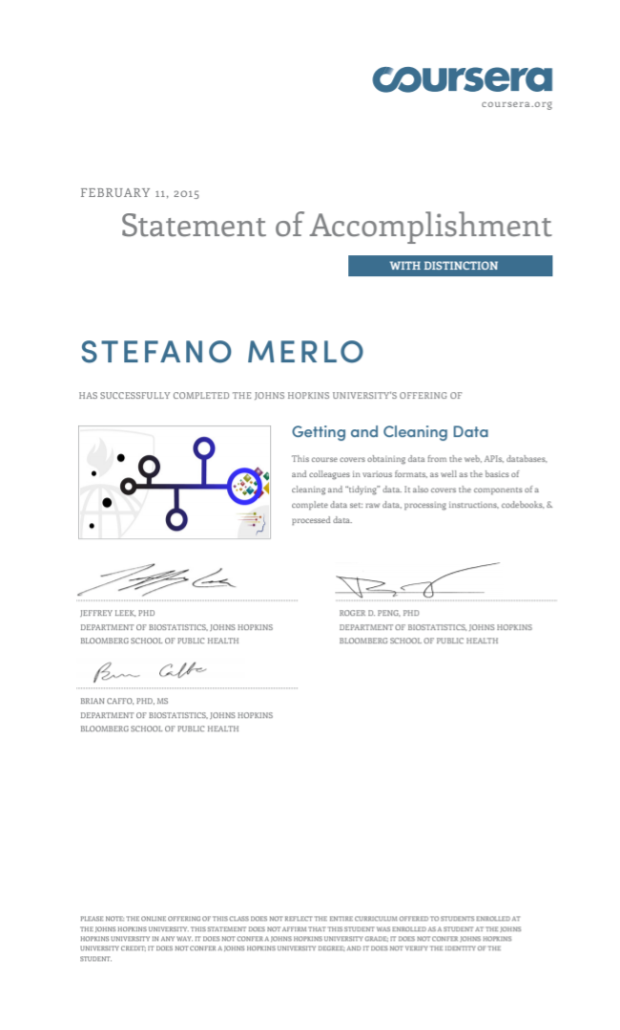 coursera
coursera.org
FEBRUARY 11, 2015
Statement of Accomplishment
WITH DISTINCTION
STEFANO MERLO
HAS SUCCESSFULLY COMPLETED THE JOHNS HOPKINS UNIVERSITY'S OFFERING OF
Getting and Cleaning Data
This course covers obtaining data from the web, APIs, databases,
and colleagues in various formats, as well as the basics of
cleaning and “tidying” data. It also covers the components of a
complete data set: raw data, processing instructions, codebooks, &
processed data.
JEFFREY LEEK, PHD
DEPARTMENT OF BIOSTATISTICS, JOHNS HOPKINS
BLOOMBERG SCHOOL OF PUBLIC HEALTH
ROGER D. PENG, PHD
DEPARTMENT OF BIOSTATISTICS, JOHNS HOPKINS
BLOOMBERG SCHOOL OF PUBLIC HEALTH
Brian Caffo
BRIAN CAFFO, PHD, MS
DEPARTMENT OF BIOSTATISTICS, JOHNS HOPKINS
BLOOMBERG SCHOOL OF PUBLIC HEALTH
PLEASE NOTE: THE ONLINE OFFERING OF THIS CLASS DOES NOT REFLECT THE ENTIRE CURRICULUM OFFERED TO STUDENTS ENROLLED AT
THE JOHNS HOPKINS UNIVERSITY. THIS STATEMENT DOES NOT AFFIRM THAT THIS STUDENT WAS ENROLLED AS A STUDENT AT THE JOHNS
HOPKINS UNIVERSITY IN ANY WAY. IT DOES NOT CONFER A JOHNS HOPKINS UNIVERSITY GRADE; IT DOES NOT CONFER JOHNS HOPKINS
UNIVERSITY CREDIT; IT DOES NOT CONFER A JOHNS HOPKINS UNIVERSITY DEGREE; AND IT DOES NOT VERIFY THE IDENTITY OF THE
STUDENT.